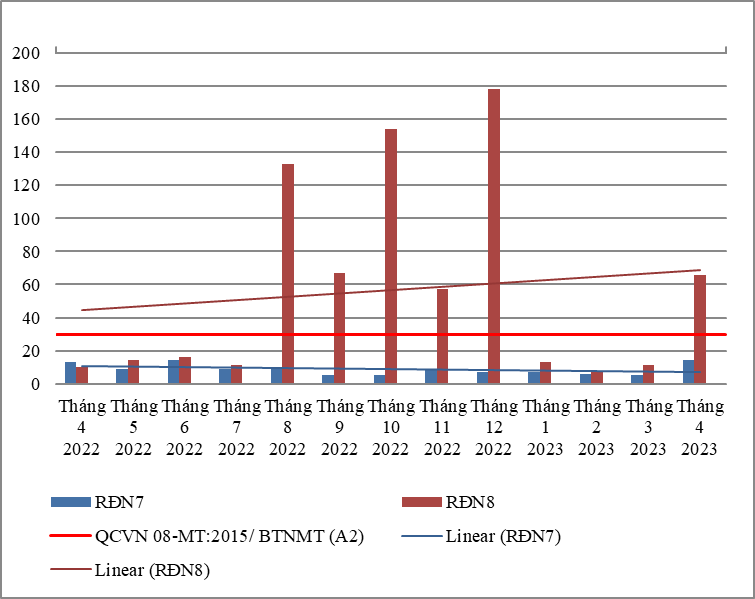 200
180
160
140
120
100
80
60
40
20
0
Tháng Tháng Tháng Tháng Tháng Tháng Tháng Tháng Tháng Tháng Tháng Tháng Tháng
4 5 6 7 8 9 10 11 12 1 2 3 4
2022 2022 2022 2022 2022 2022 2022 2022 2022 2023 2023 2023 2023
RĐN7 RĐN8
QCVN 08-MT:2015/ BTNMT (A2) Linear (RĐN7)
Linear (RĐN8)